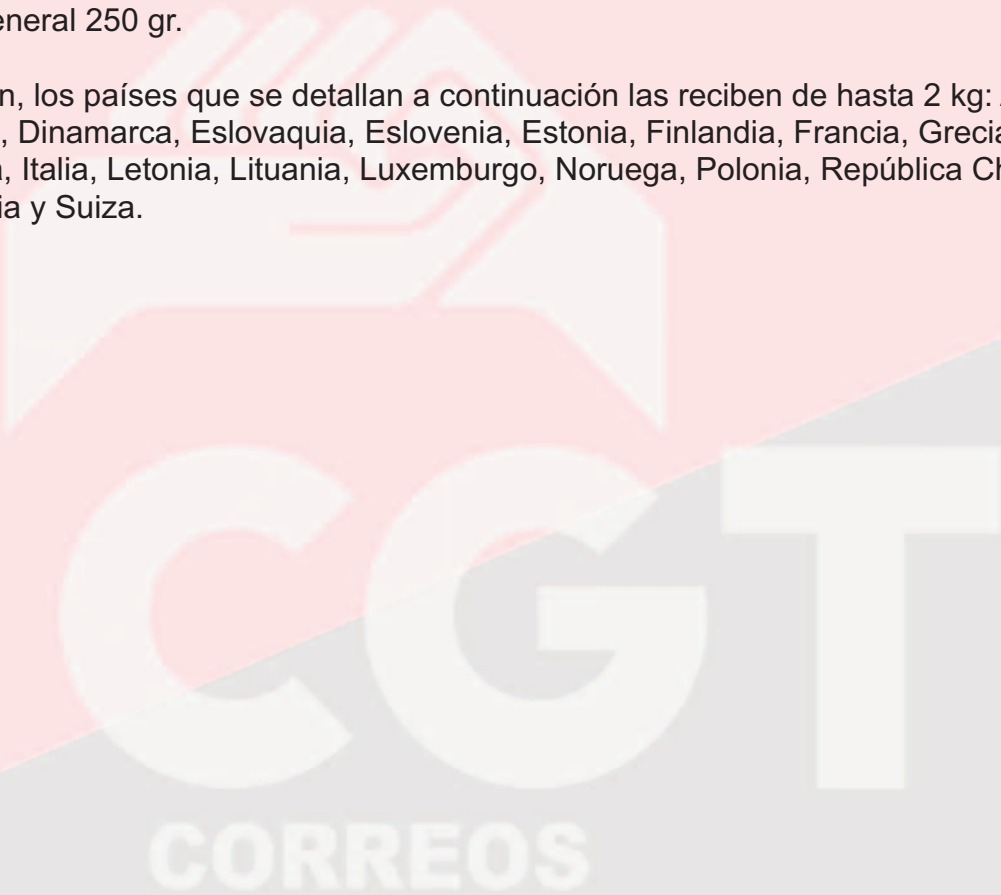 eneral 250 gr.
n, los países que se detallan a continuación las reciben de hasta 2 kg:
, Dinamarca, Eslovaquia, Eslovenia, Estonia, Finlandia, Francia, Grecia
, Italia, Letonia, Lituania, Luxemburgo, Noruega, Polonia, República Ch
ia y Suiza.
CGT
CORREOS